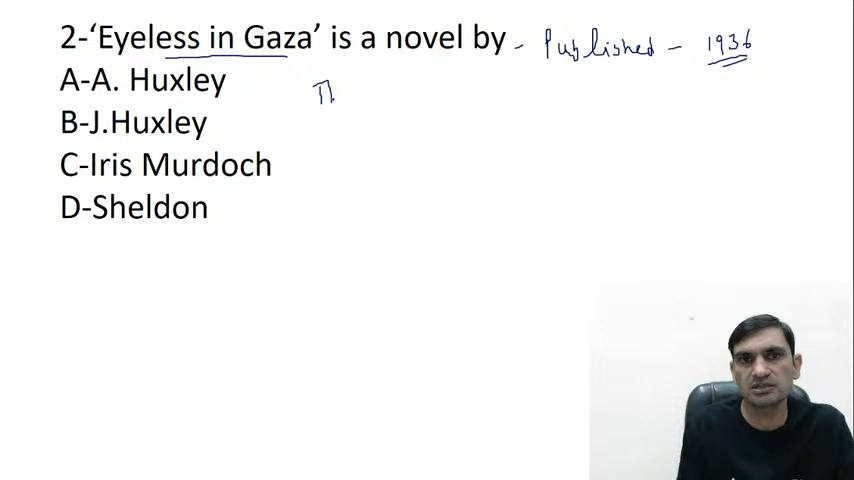 2-‘Eyeless in Gaza’ is a novel by - Published - 1936
A-A. Huxley
B-J.Huxley
C-Iris Murdoch
D-Sheldon